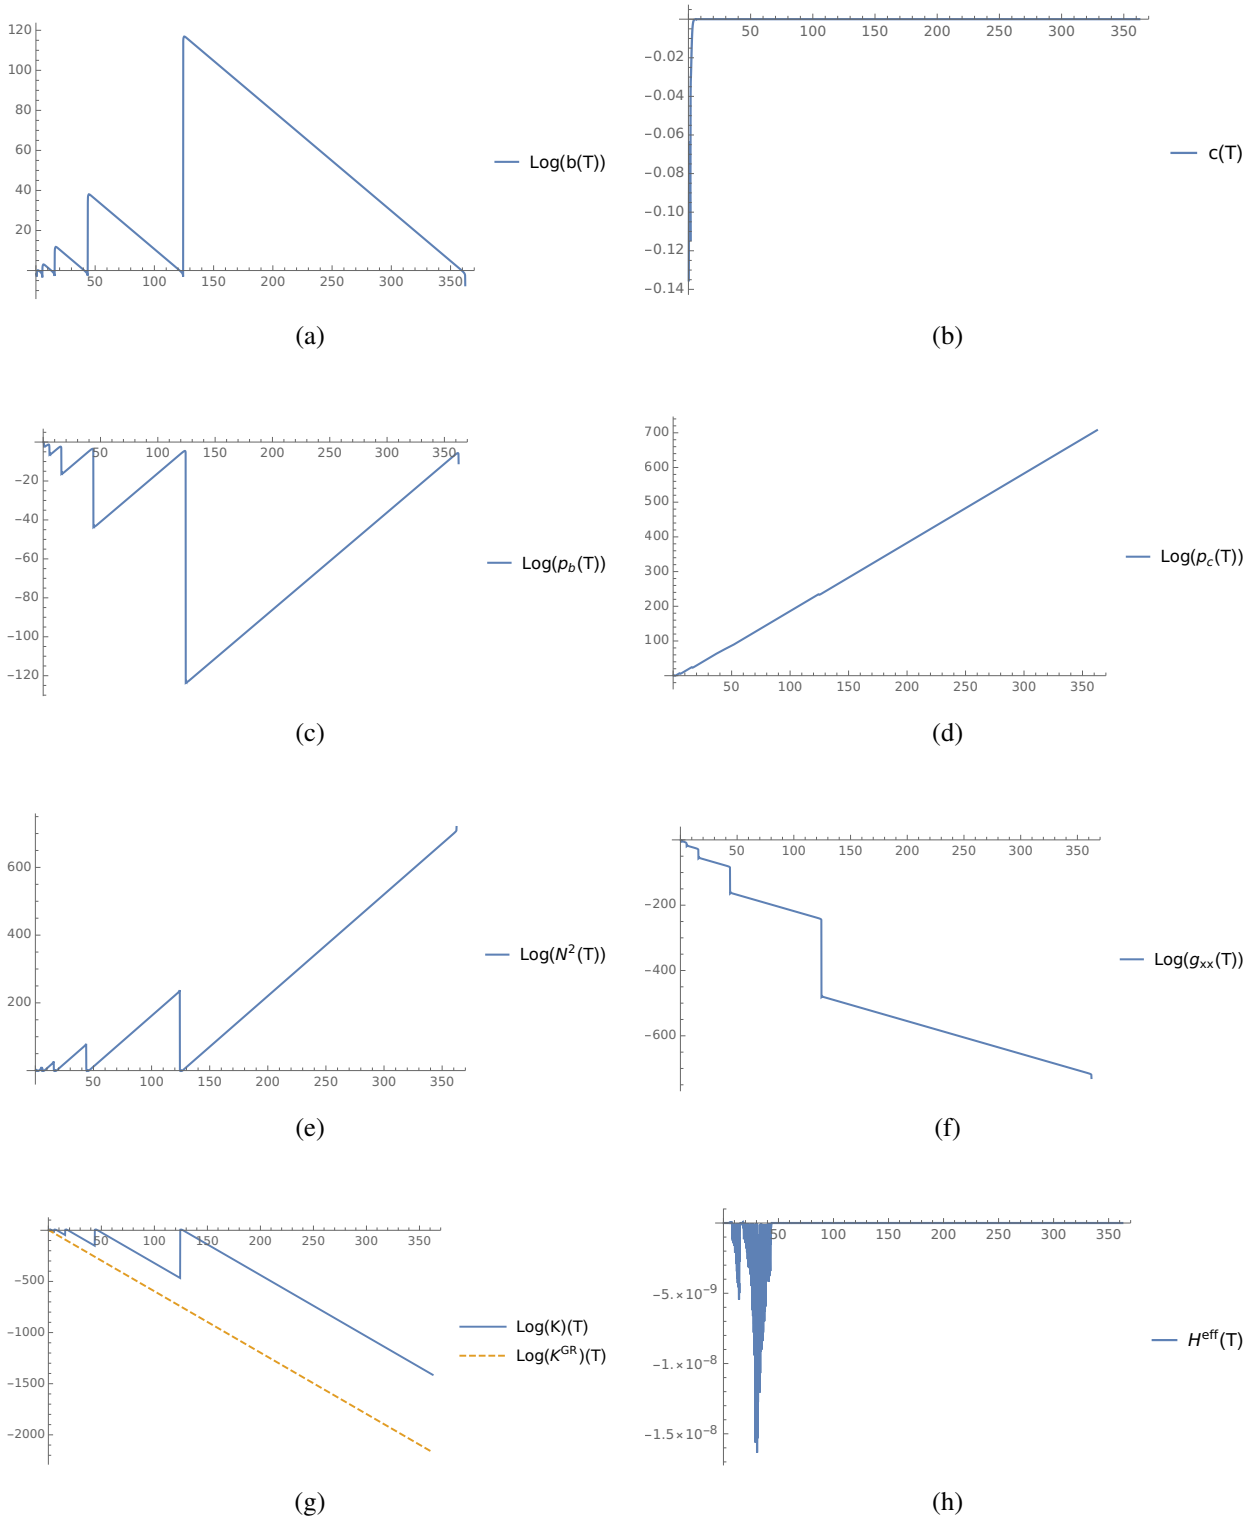 120
100
80
60
40
20
50 100 150 200 250 300 350
Log(b(T))
(a)
50 100 150 200 250 300 350
−0.02
−0.04
−0.06
−0.08
−0.10
−0.12
−0.14
c(T)
(b)
50 100 150 200 250 300 350
−20
−40
−60
−80
−100
−120
Log(p_b(T))
(c)
700
600
500
400
300
200
100
50 100 150 200 250 300 350
Log(p_c(T))
(d)
600
400
200
50 100 150 200 250 300 350
Log(N²(T))
(e)
50 100 150 200 250 300 350
−200
−400
−600
Log(g_xx(T))
(f)
50 100 150 200 250 300 350
−500
−1000
−1500
−2000
Log(K)(T)
Log(K^GR)(T)
(g)
50 100 150 200 250 300 350
−5.×10⁻⁹
−1.×10⁻⁸
−1.5×10⁻⁸
H^eff(T)
(h)